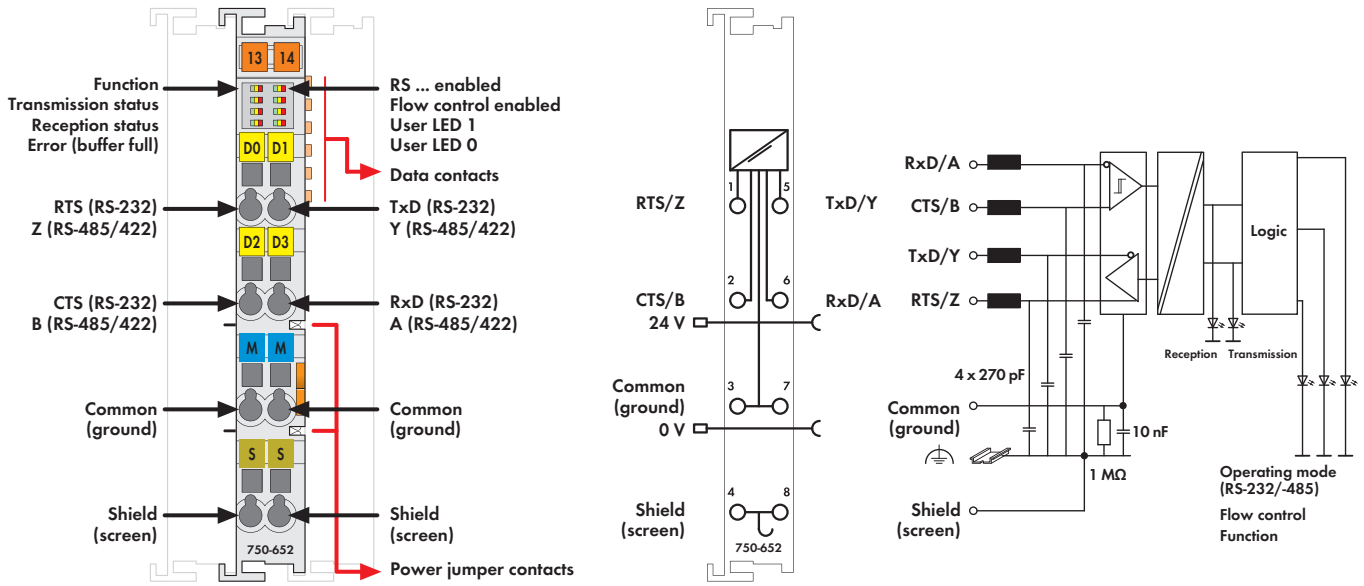 13 14
Function
Transmission status
Reception status
Error (buffer full)
RS ... enabled
Flow control enabled
User LED 1
User LED 0
D0 D1
Data contacts
RTS (RS-232)
Z (RS-485/422)
TxD (RS-232)
Y (RS-485/422)
D2 D3
CTS (RS-232)
B (RS-485/422)
RxD (RS-232)
A (RS-485/422)
M M
Common
(ground)
Common
(ground)
S S
Shield
(screen)
Shield
(screen)
750-652
Power jumper contacts
1 5
RTS/Z
TxD/Y
2 6
CTS/B
RxD/A
24 V
3 7
Common
(ground)
0 V
4 8
Shield
(screen)
750-652
RxD/A
CTS/B
TxD/Y
RTS/Z
Logic
Reception
Transmission
4 x 270 pF
Common
(ground)
10 nF
1 MΩ
Shield
(screen)
Operating mode
(RS-232/-485)
Flow control
Function